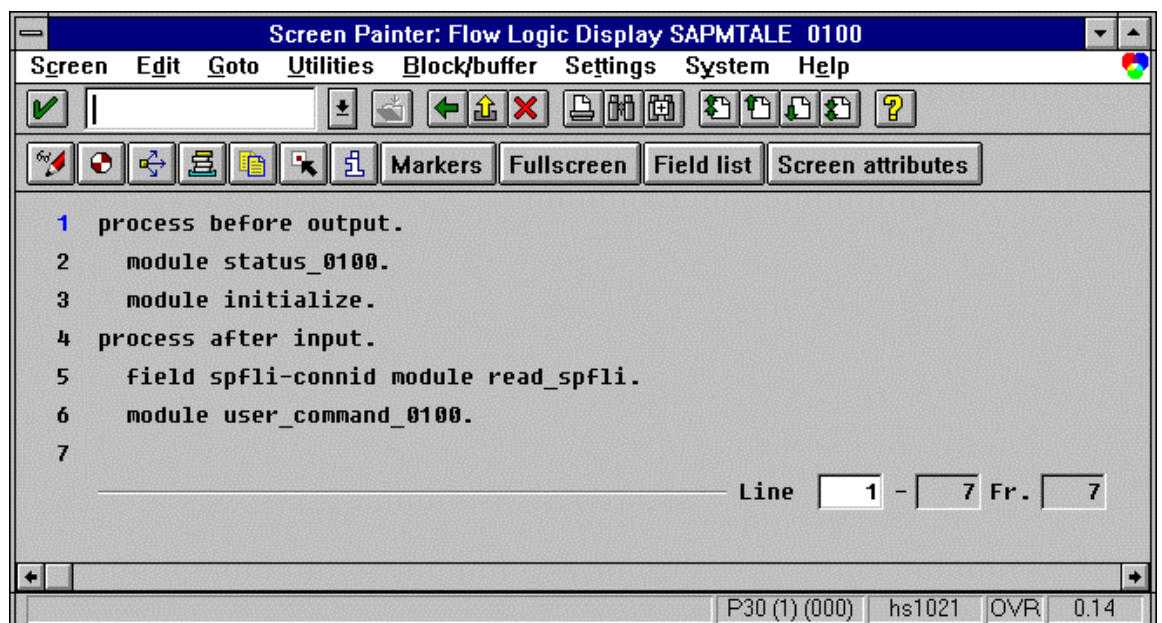 Screen Painter: Flow Logic Display SAPMTALE 0100
Screen Edit Goto Utilities Block/buffer Settings System Help
Markers Fullscreen Field list Screen attributes
1 process before output.
2 module status_0100.
3 module initialize.
4 process after input.
5 field spfli-connid module read_spfli.
6 module user_command_0100.
7
Line 1 - 7 Fr. 7
P30 (1) (000) hs1021 OVR 0.14